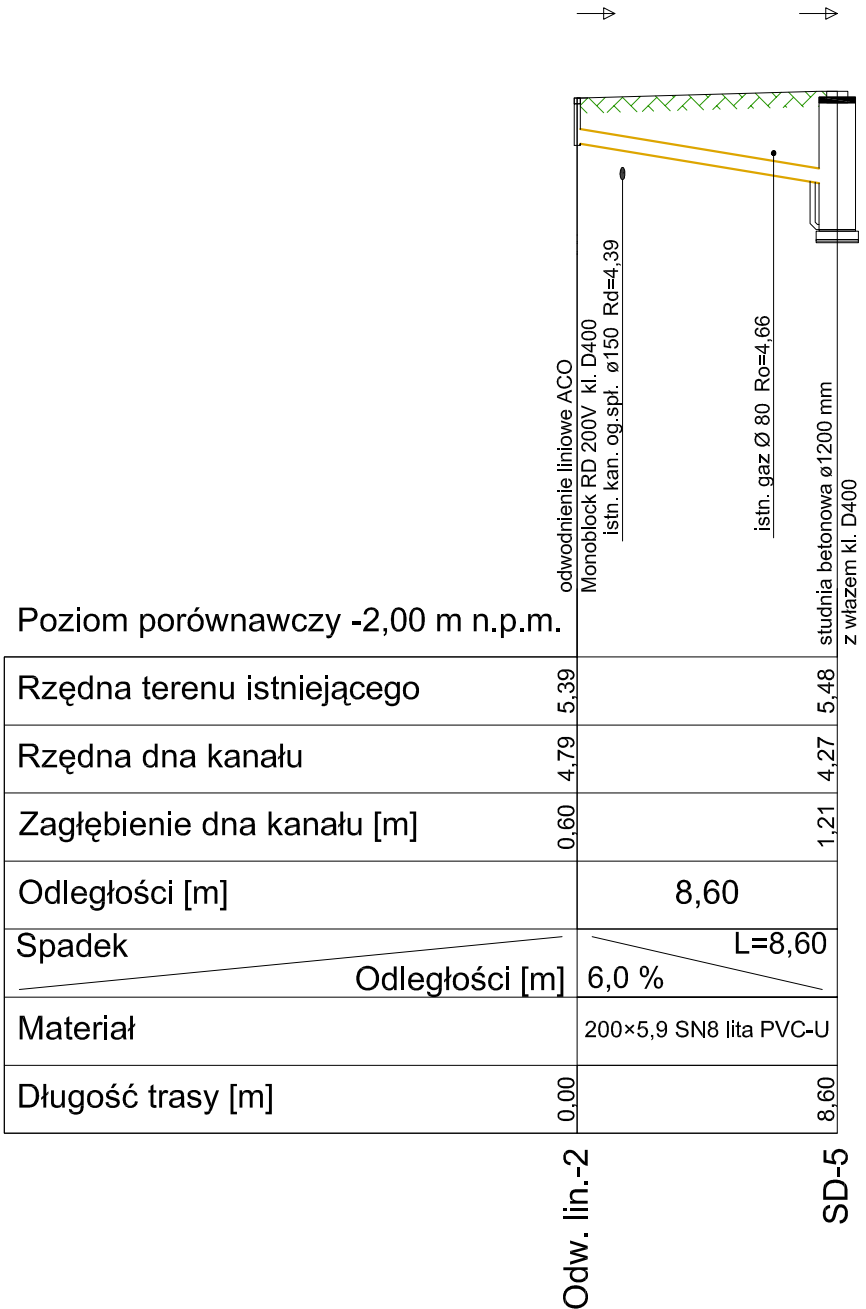 odwodnienie liniowe ACO
Monoblock RD 200V kl. D400
istn. kan. og.spł. ø150 Rd=4,39
istn. gaz Ø 80 Ro=4,66
studnia betonowa ø1200 mm
z włazem kl. D400
Poziom porównawczy -2,00 m n.p.m.
Rzędna terenu istniejącego 5,39 5,48
Rzędna dna kanału 4,79 4,27
Zagłębienie dna kanału [m] 0,60 1,21
Odległości [m] 8,60
Spadek L=8,60
Odległości [m] 6,0 %
Materiał 200×5,9 SN8 lita PVC-U
Długość trasy [m] 0,00 8,60
Odw. lin.-2 SD-5